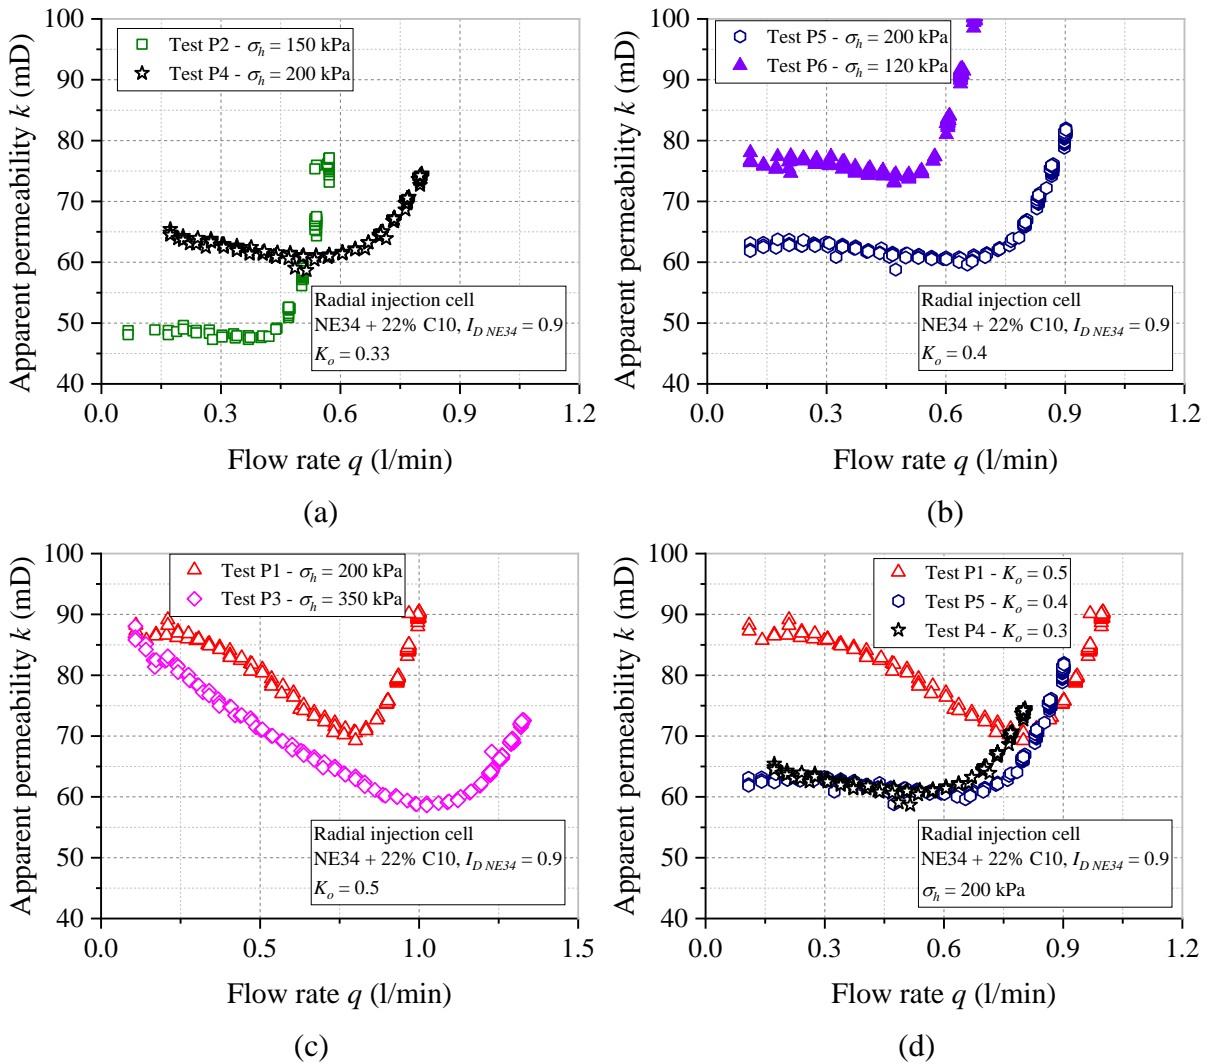 Test P2 - σh = 150 kPa
Test P4 - σh = 200 kPa
Radial injection cell
NE34 + 22% C10, ID NE34 = 0.9
Ko = 0.33
100
90
80
70
60
50
40
0.0 0.3 0.6 0.9 1.2
Apparent permeability k (mD)
Flow rate q (l/min)
(a)
Test P5 - σh = 200 kPa
Test P6 - σh = 120 kPa
Radial injection cell
NE34 + 22% C10, ID NE34 = 0.9
Ko = 0.4
100
90
80
70
60
50
40
0.0 0.3 0.6 0.9 1.2
Apparent permeability k (mD)
Flow rate q (l/min)
(b)
Test P1 - σh = 200 kPa
Test P3 - σh = 350 kPa
Radial injection cell
NE34 + 22% C10, ID NE34 = 0.9
Ko = 0.5
100
90
80
70
60
50
40
0.0 0.5 1.0 1.5
Apparent permeability k (mD)
Flow rate q (l/min)
(c)
Test P1 - Ko = 0.5
Test P5 - Ko = 0.4
Test P4 - Ko = 0.3
Radial injection cell
NE34 + 22% C10, ID NE34 = 0.9
σh = 200 kPa
100
90
80
70
60
50
40
0.0 0.3 0.6 0.9 1.2
Apparent permeability k (mD)
Flow rate q (l/min)
(d)